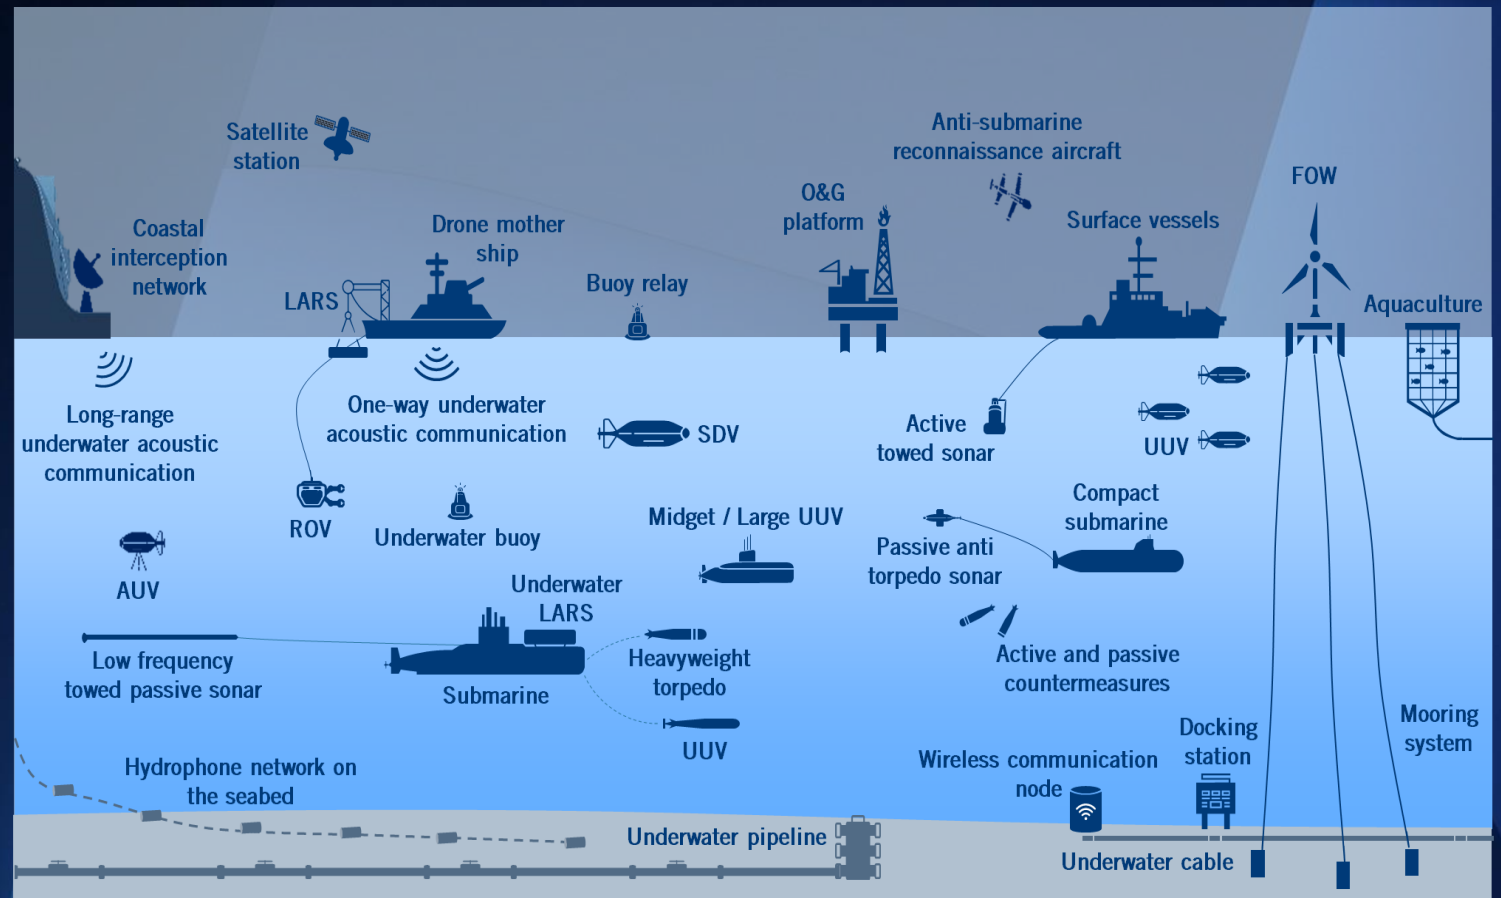 Satellite
station
Anti-submarine
reconnaissance aircraft
FOW
O&G
platform
Coastal
interception
network
Drone mother
ship
Surface vessels
LARS
Buoy relay
Aquaculture
Long-range
underwater acoustic
communication
One-way underwater
acoustic communication
SDV
Active
towed sonar
UUV
ROV
Underwater buoy
Midget / Large UUV
Compact
submarine
Passive anti
torpedo sonar
AUV
Underwater
LARS
Low frequency
towed passive sonar
Submarine
Heavyweight
torpedo
Active and passive
countermeasures
UUV
Mooring
system
Docking
station
Hydrophone network on
the seabed
Wireless communication
node
Underwater pipeline
Underwater cable